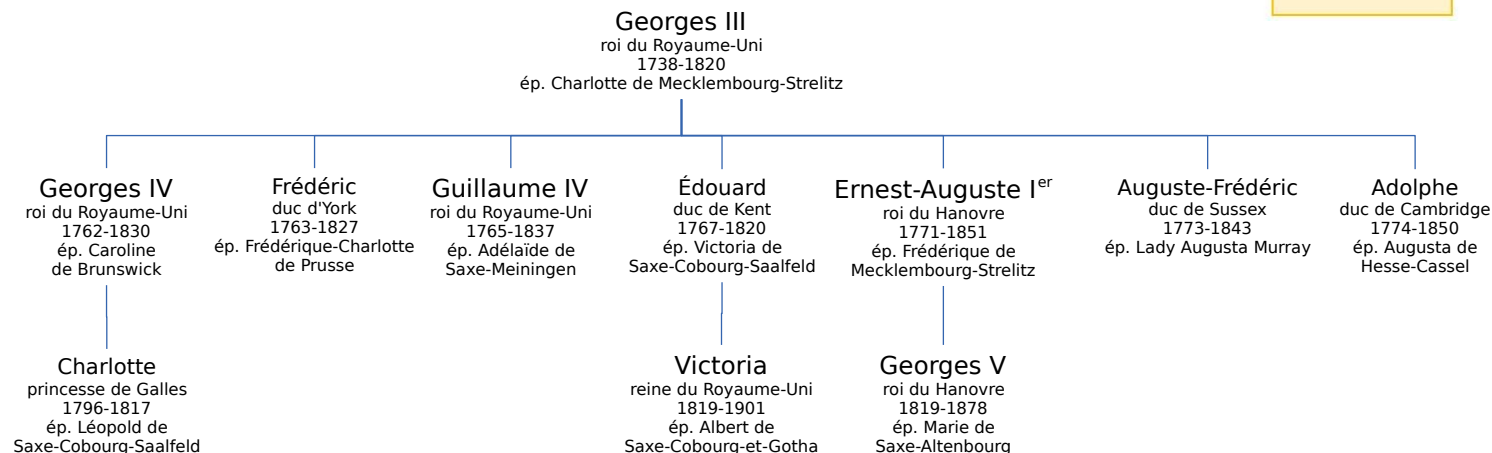 Georges III
roi du Royaume-Uni
1738-1820
ép. Charlotte de Mecklembourg-Strelitz
Georges IV
roi du Royaume-Uni
1762-1830
ép. Caroline
de Brunswick
Frédéric
duc d'York
1763-1827
ép. Frédérique-Charlotte
de Prusse
Guillaume IV
roi du Royaume-Uni
1765-1837
ép. Adélaïde de
Saxe-Meiningen
Édouard
duc de Kent
1767-1820
ép. Victoria de
Saxe-Cobourg-Saalfeld
Ernest-Auguste Ier
roi du Hanovre
1771-1851
ép. Frédérique de
Mecklembourg-Strelitz
Auguste-Frédéric
duc de Sussex
1773-1843
ép. Lady Augusta Murray
Adolphe
duc de Cambridge
1774-1850
ép. Augusta de
Hesse-Cassel
Charlotte
princesse de Galles
1796-1817
ép. Léopold de
Saxe-Cobourg-Saalfeld
Victoria
reine du Royaume-Uni
1819-1901
ép. Albert de
Saxe-Cobourg-et-Gotha
Georges V
roi du Hanovre
1819-1878
ép. Marie de
Saxe-Altenbourg